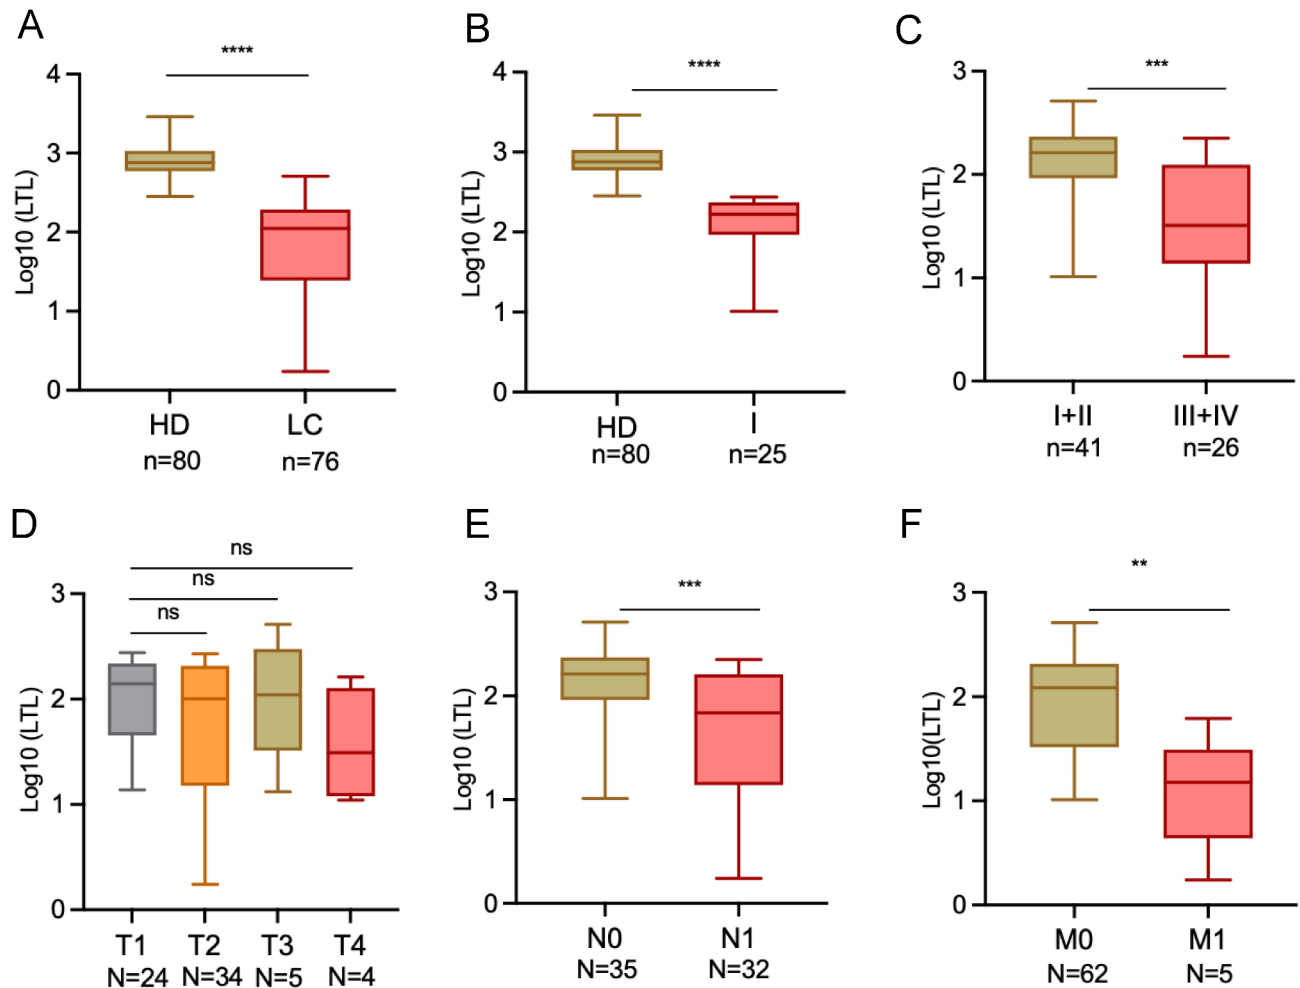 A
****
4
3
2
1
0
Log10 (LTL)
HD
LC
n=80
n=76
B
****
4
3
2
1
0
Log10 (LTL)
HD
I
n=80
n=25
C
***
3
2
1
0
Log10 (LTL)
I+II
III+IV
n=41
n=26
D
ns
ns
ns
3
2
1
0
Log10 (LTL)
T1 T2 T3 T4
N=24 N=34 N=5 N=4
E
***
3
2
1
0
Log10 (LTL)
N0 N1
N=35 N=32
F
**
3
2
1
0
Log10(LTL)
M0 M1
N=62 N=5